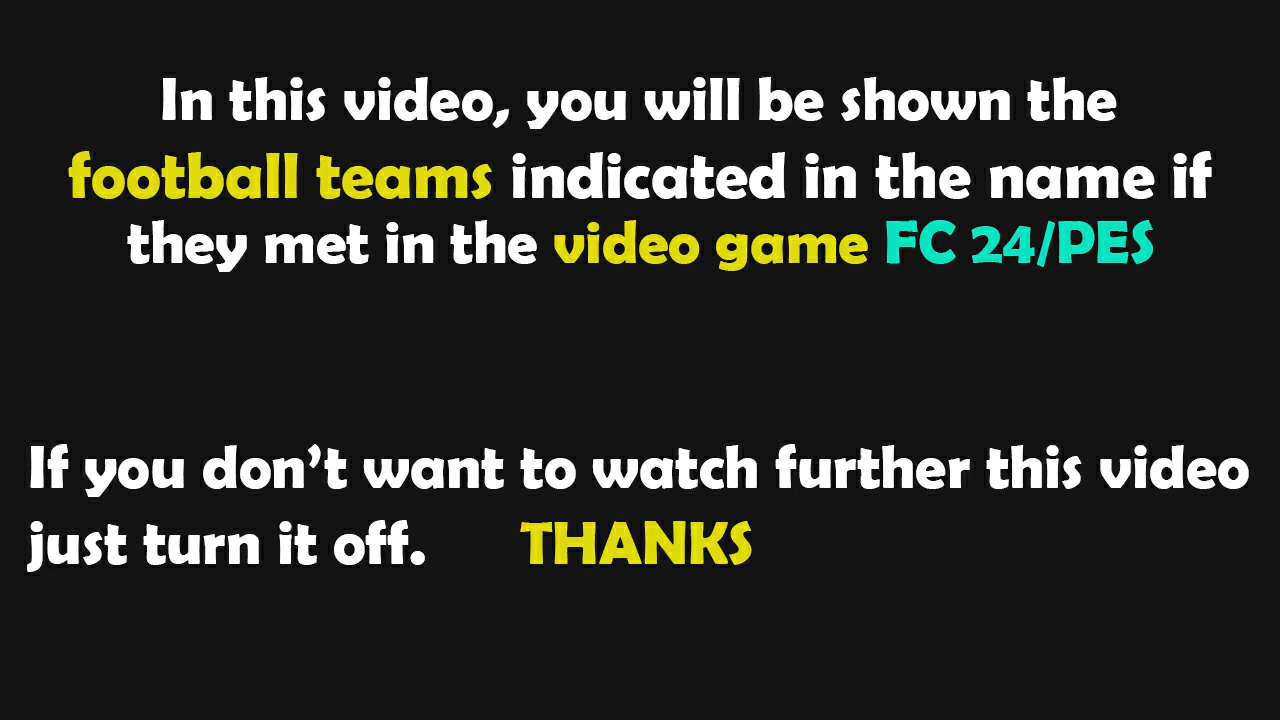 In this video, you will be shown the
football teams indicated in the name if
they met in the video game FC 24/PES
If you don't want to watch further this video
just turn it off. THANKS